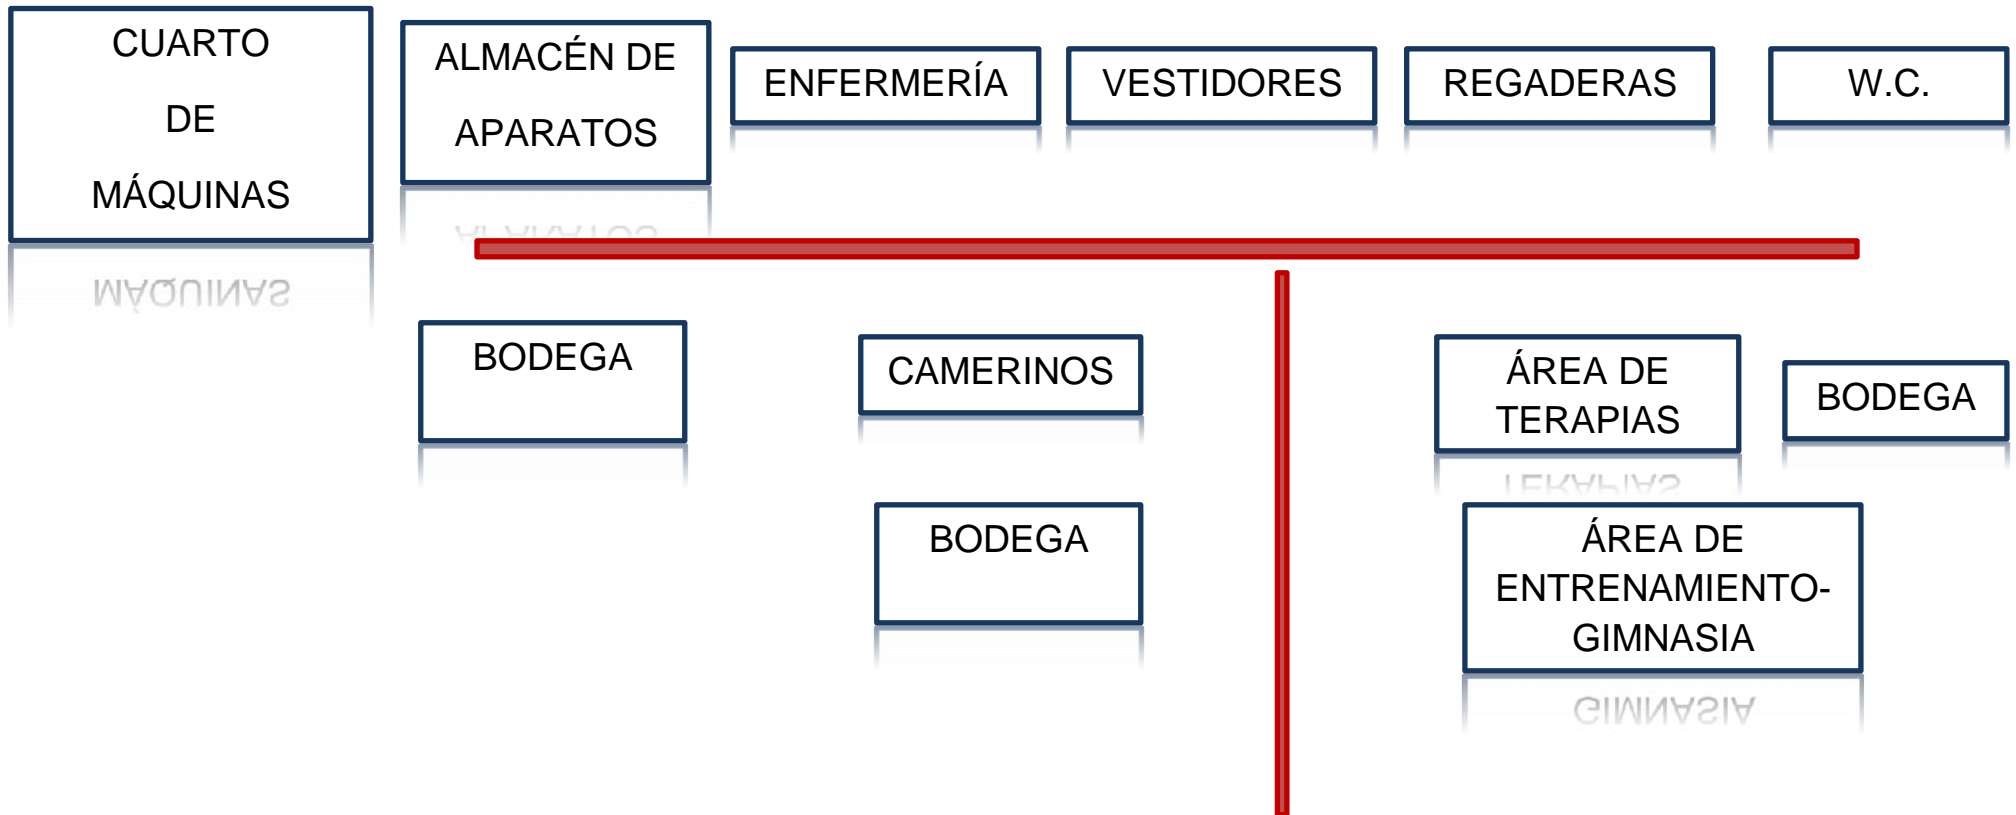 CUARTO
DE
MÁQUINAS
ALMACÉN DE
APARATOS
ENFERMERÍA
VESTIDORES
REGADERAS
W.C.
BODEGA
CAMERINOS
ÁREA DE
TERAPIAS
BODEGA
BODEGA
ÁREA DE
ENTRENAMIENTO-
GIMNASIA